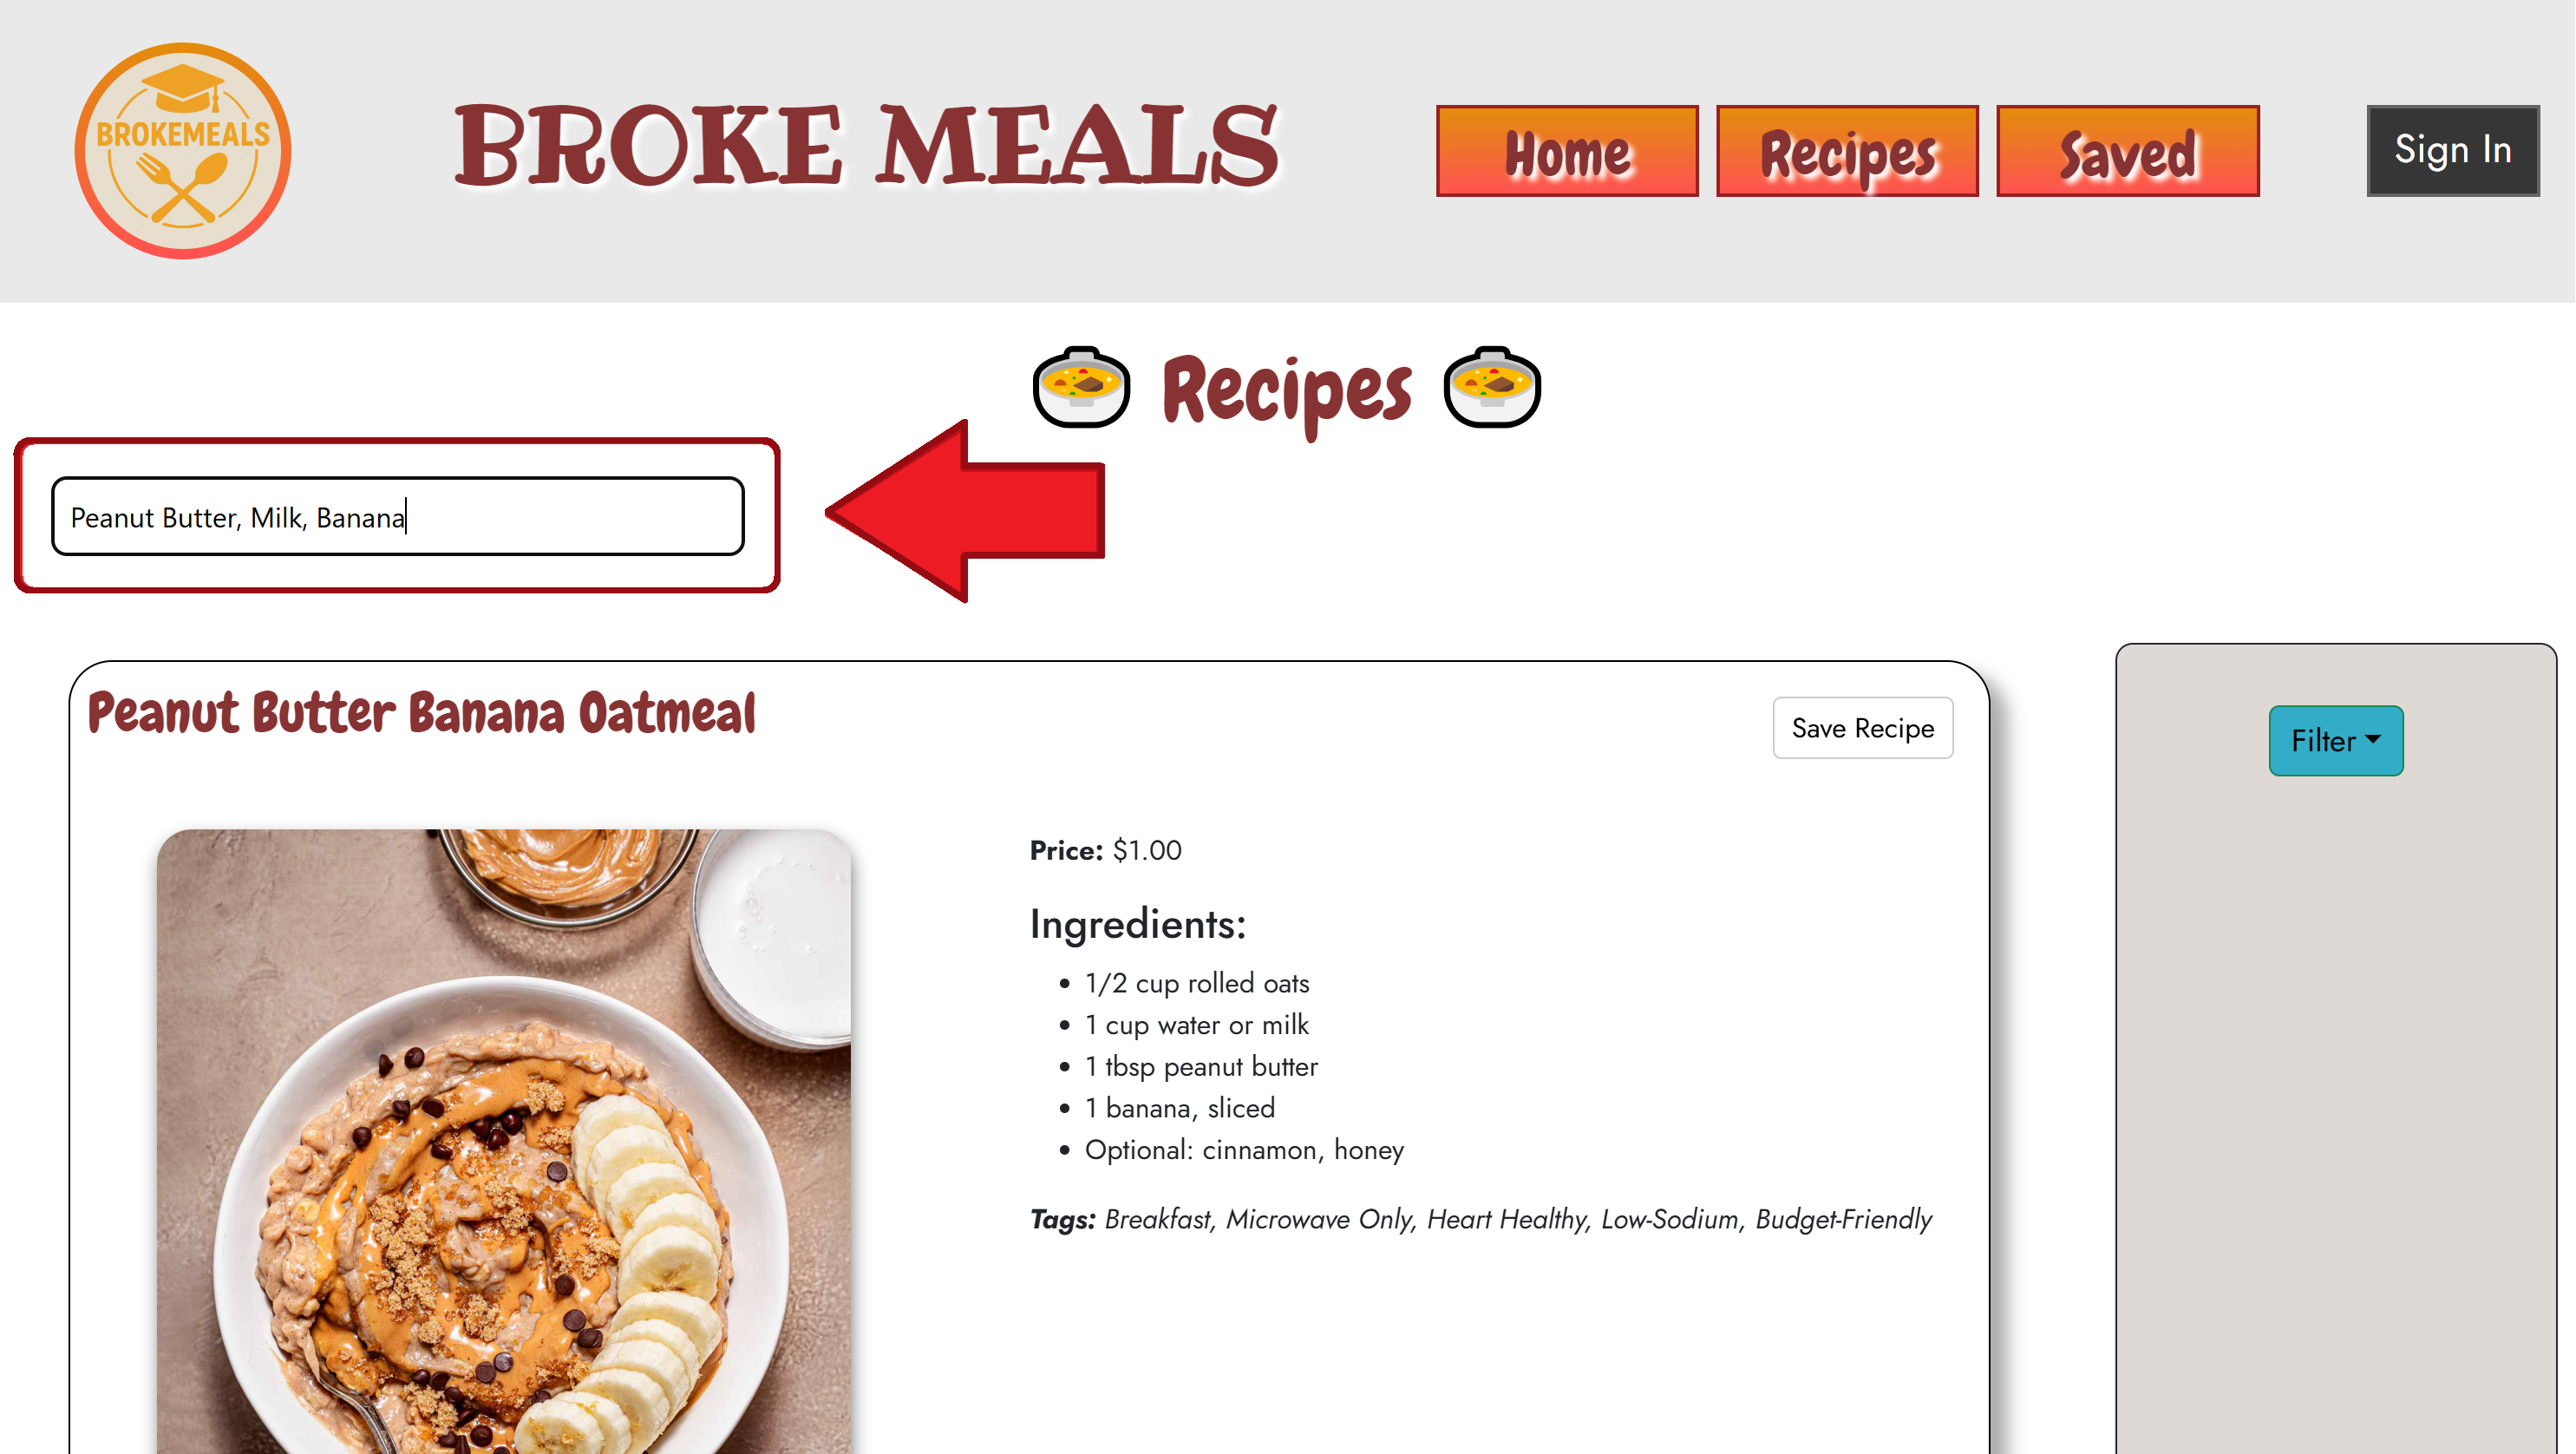 BROKEMEALS
BROKE MEALS
Home
Recipes
Saved
Sign In
Recipes
Peanut Butter, Milk, Banana
Peanut Butter Banana Oatmeal
Save Recipe
Filter
Price: $1.00
Ingredients:
• 1/2 cup rolled oats
• 1 cup water or milk
• 1 tbsp peanut butter
• 1 banana, sliced
• Optional: cinnamon, honey
Tags: Breakfast, Microwave Only, Heart Healthy, Low-Sodium, Budget-Friendly